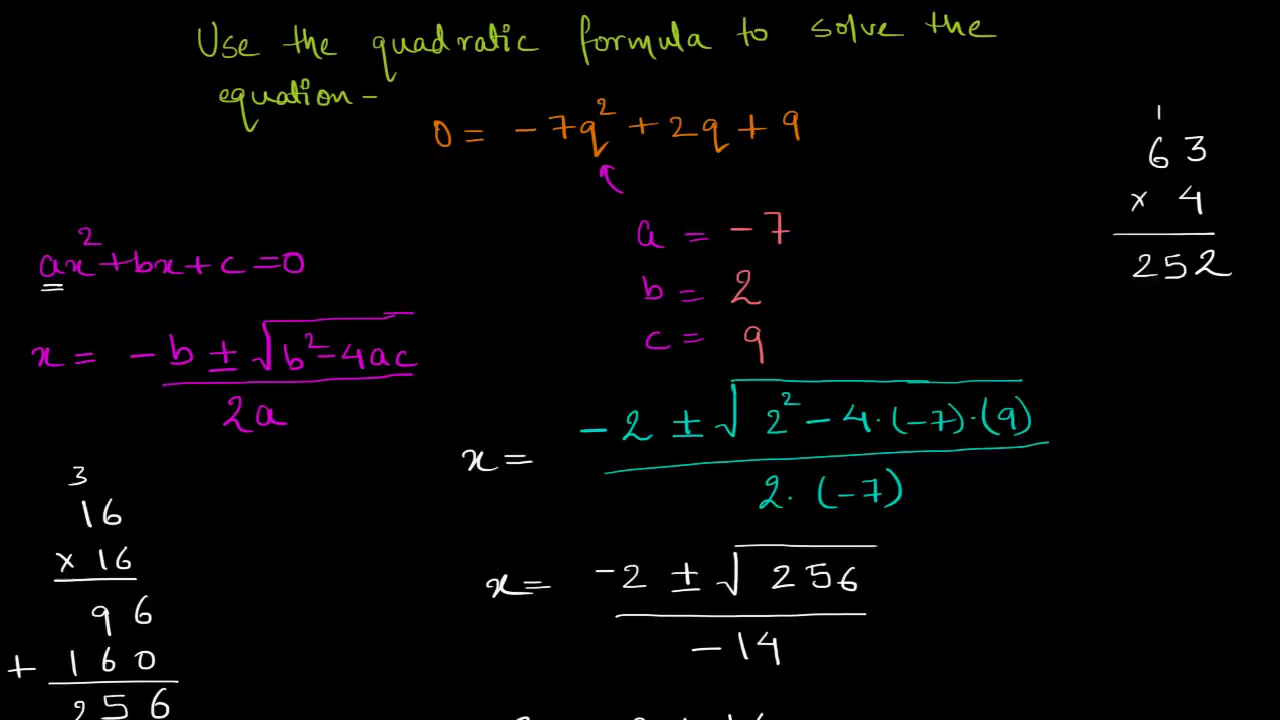 Use the quadratic formula to solve the
equation -
0 = -7q² + 2q + 9
1
63
× 4
252
ax² + bx + c = 0
a = -7
b = 2
c = 9
x = -b ± √b² - 4ac
2a
x = -2 ± √2² - 4·(-7)·(9)
2·(-7)
3
16
× 16
96
+ 160
256
x = -2 ± √256
-14